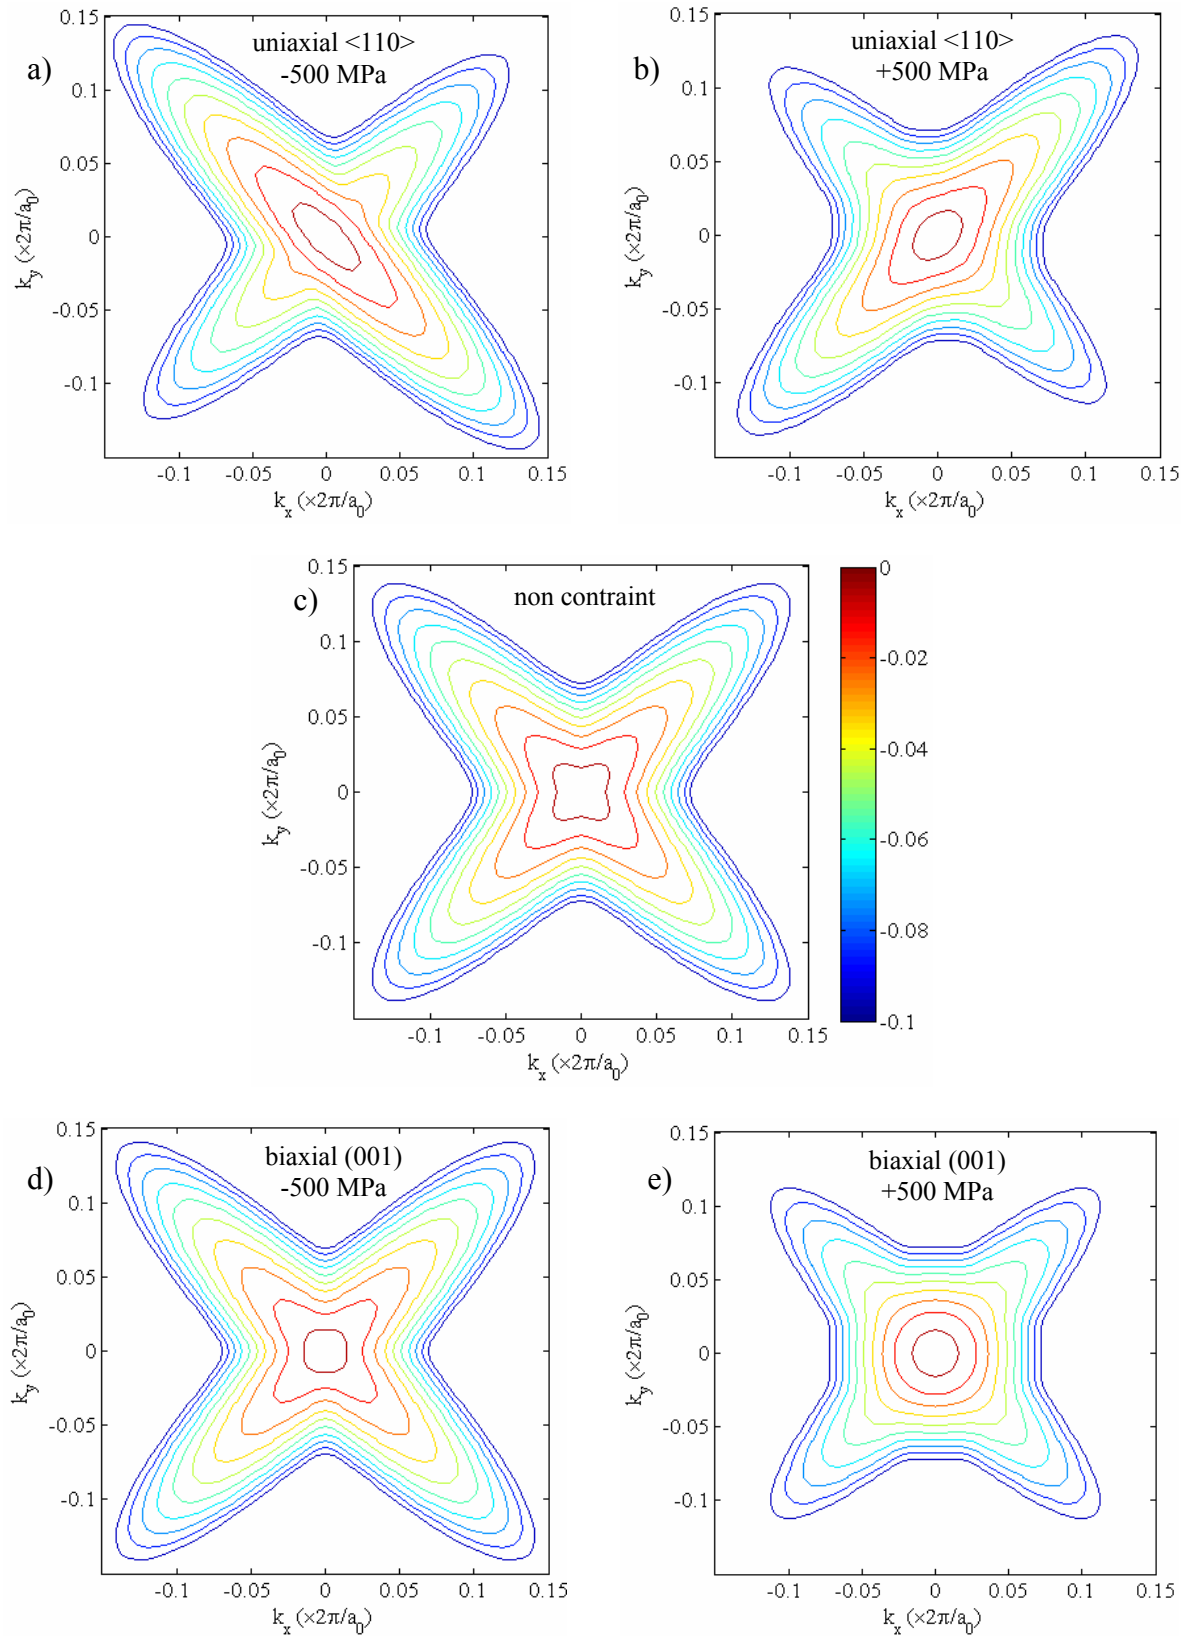 a)
uniaxial <110>
-500 MPa
0.15
0.1
0.05
0
-0.05
-0.1
k_y (×2π/a_0)
-0.1
-0.05
0
0.05
0.1
0.15
k_x (×2π/a_0)
b)
uniaxial <110>
+500 MPa
0.15
0.1
0.05
0
-0.05
-0.1
k_y (×2π/a_0)
-0.1
-0.05
0
0.05
0.1
0.15
k_x (×2π/a_0)
c)
non contraint
0.15
0.1
0.05
0
-0.05
-0.1
k_y (×2π/a_0)
-0.1
-0.05
0
0.05
0.1
0.15
k_x (×2π/a_0)
0
-0.02
-0.04
-0.06
-0.08
-0.1
d)
biaxial (001)
-500 MPa
0.15
0.1
0.05
0
-0.05
-0.1
k_y (×2π/a_0)
-0.1
-0.05
0
0.05
0.1
0.15
k_x (×2π/a_0)
e)
biaxial (001)
+500 MPa
0.15
0.1
0.05
0
-0.05
-0.1
k_y (×2π/a_0)
-0.1
-0.05
0
0.05
0.1
0.15
k_x (×2π/a_0)